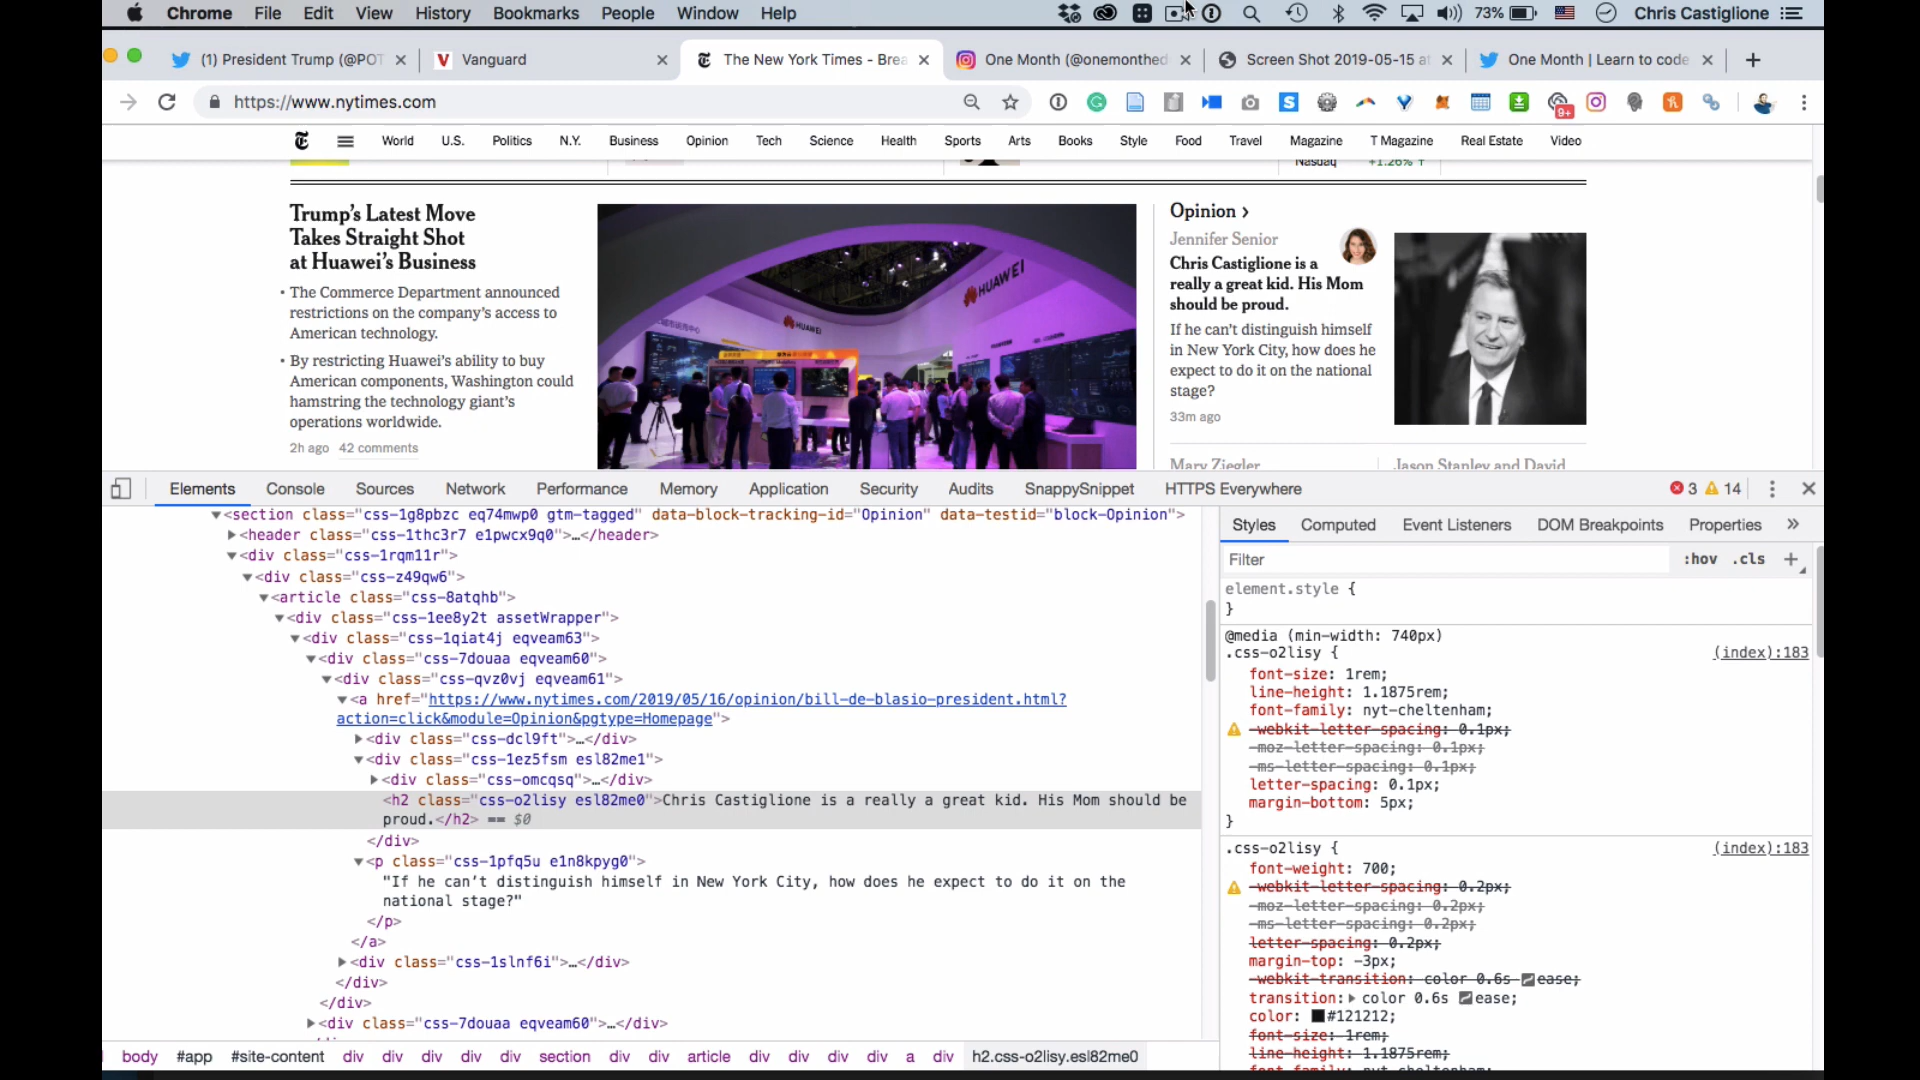 Chrome File Edit View History Bookmarks People Window Help 73% Chris Castiglione
(1) President Trump (@POT
Vanguard
The New York Times - Brea
One Month (@onemonthed
Screen Shot 2019-05-15 at
One Month | Learn to code
https://www.nytimes.com
9+
World U.S. Politics N.Y. Business Opinion Tech Science Health Sports Arts Books Style Food Travel Magazine T Magazine Real Estate Video
Nasdaq +1.26% ↑
Trump’s Latest Move
Takes Straight Shot
at Huawei’s Business
• The Commerce Department announced
restrictions on the company’s access to
American technology.
• By restricting Huawei’s ability to buy
American components, Washington could
hamstring the technology giant’s
operations worldwide.
2h ago 42 comments
HUAWEI
HUAWEI
Opinion >
Jennifer Senior
Chris Castiglione is a
really a great kid. His Mom
should be proud.
If he can’t distinguish himself
in New York City, how does he
expect to do it on the national
stage?
33m ago
Mary Ziegler
Jason Stanley and David
Elements Console Sources Network Performance Memory Application Security Audits SnappySnippet HTTPS Everywhere 3 14
▼<section class="css-1g8pbzc eq74mwp0 gtm-tagged" data-block-tracking-id="Opinion" data-testid="block-Opinion">
▶<header class="css-1thc3r7 e1pwcx9q0">…</header>
▼<div class="css-1rqm11r">
▼<div class="css-z49qw6">
▼<article class="css-8atqhb">
▼<div class="css-1ee8y2t assetWrapper">
▼<div class="css-1qiat4j eqveam63">
▼<div class="css-7douaa eqveam60">
▼<div class="css-qvz0vj eqveam61">
▼<a href="https://www.nytimes.com/2019/05/16/opinion/bill-de-blasio-president.html?
action=click&module=Opinion&pgtype=Homepage">
▶<div class="css-dcl9ft">…</div>
▼<div class="css-1ez5fsm esl82me1">
▶<div class="css-omcqsq">…</div>
<h2 class="css-o2lisy esl82me0">Chris Castiglione is a really a great kid. His Mom should be
proud.</h2> == $0
</div>
▼<p class="css-1pfq5u e1n8kpyg0">
"If he can’t distinguish himself in New York City, how does he expect to do it on the
national stage?"
</p>
</a>
▶<div class="css-1slnf6i">…</div>
</div>
</div>
▶<div class="css-7douaa eqveam60">…</div>
body #app #site-content div div div div div section div div article div div div div a div h2.css-o2lisy.esl82me0
Styles Computed Event Listeners DOM Breakpoints Properties »
Filter :hov .cls +
element.style {
}
@media (min-width: 740px)
.css-o2lisy { (index):183
font-size: 1rem;
line-height: 1.1875rem;
font-family: nyt-cheltenham;
-webkit-letter-spacing: 0.1px;
-moz-letter-spacing: 0.1px;
-ms-letter-spacing: 0.1px;
letter-spacing: 0.1px;
margin-bottom: 5px;
}
.css-o2lisy { (index):183
font-weight: 700;
-webkit-letter-spacing: 0.2px;
-moz-letter-spacing: 0.2px;
-ms-letter-spacing: 0.2px;
letter-spacing: 0.2px;
margin-top: -3px;
-webkit-transition: color 0.6s ease;
transition:▶ color 0.6s ease;
color: #121212;
font-size: 1rem;
line-height: 1.1875rem;
font-family: nyt-cheltenham;